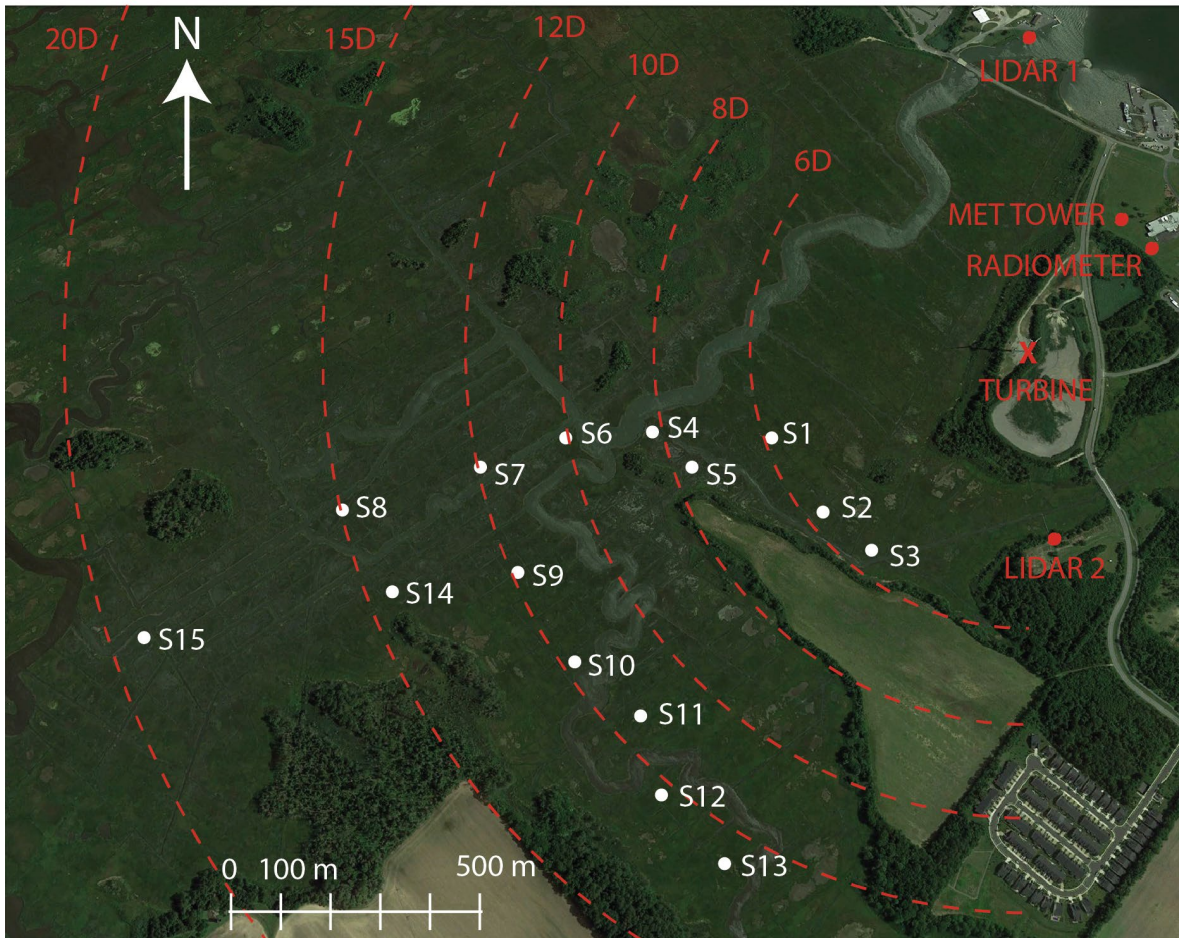 20D
N
15D
12D
10D
8D
6D
LIDAR 1
MET TOWER
RADIOMETER
X
TURBINE
S1
S4
S6
S5
S7
S2
S8
S3
LIDAR 2
S9
S14
S15
S10
S11
S12
S13
0 100 m 500 m